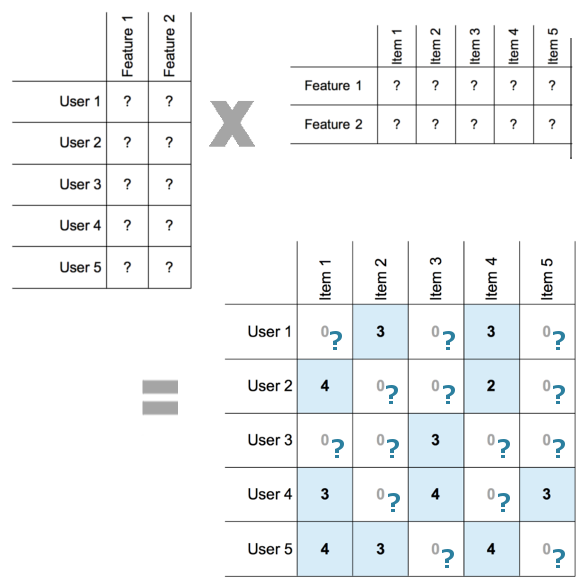 Feature 1 Feature 2
User 1 ? ?
User 2 ? ?
User 3 ? ?
User 4 ? ?
User 5 ? ?
X
Item 1 Item 2 Item 3 Item 4 Item 5
Feature 1 ? ? ? ? ?
Feature 2 ? ? ? ? ?
=
Item 1 Item 2 Item 3 Item 4 Item 5
User 1 0? 3 0? 3 0?
User 2 4 0? 0? 2 0?
User 3 0? 0? 3 0? 0?
User 4 3 0? 4 0? 3
User 5 4 3 0? 4 0?